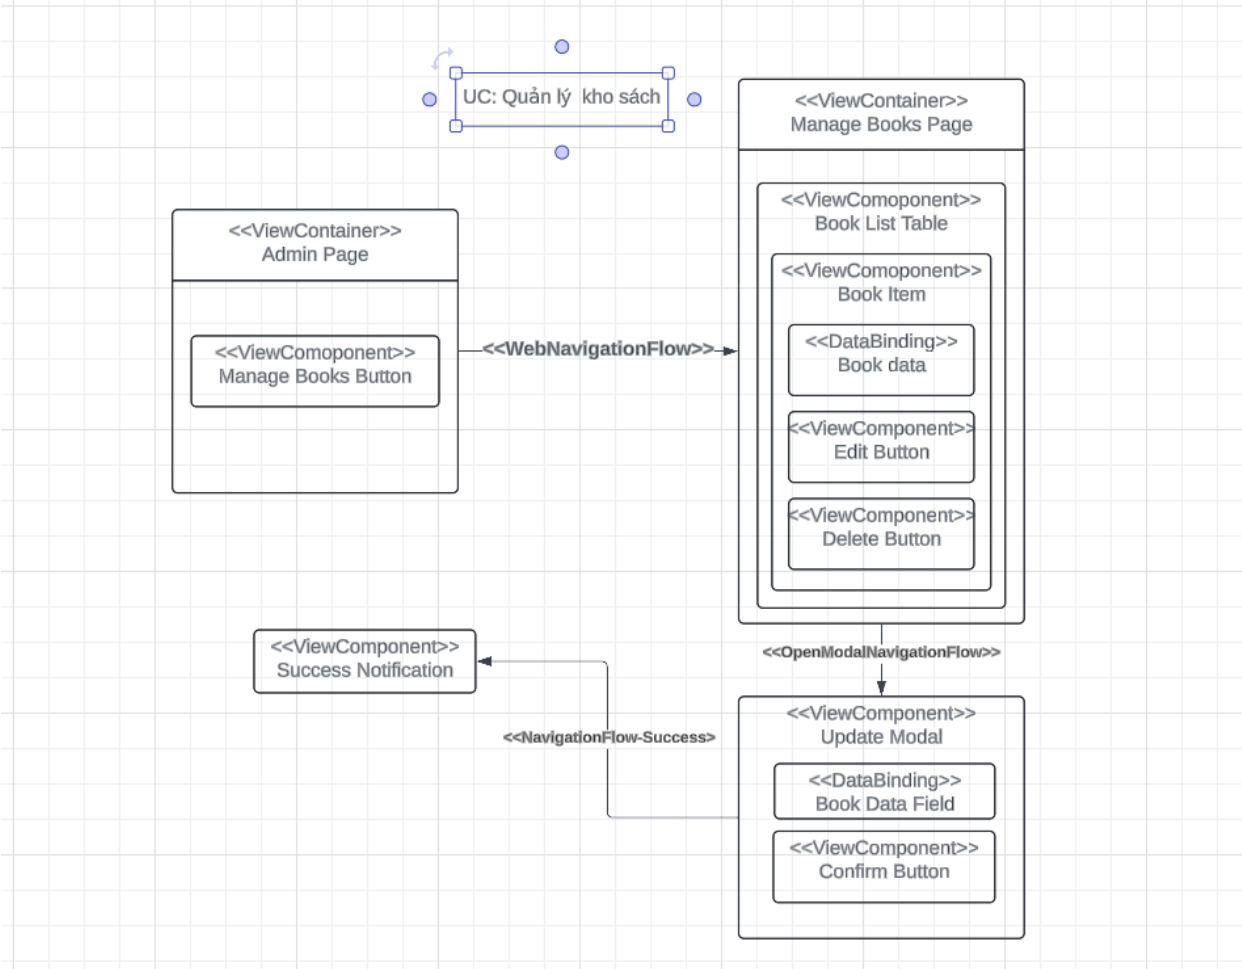 UC: Quản lý  kho sách
<<ViewContainer>>
Manage Books Page
<<ViewComoponent>>
Book List Table
<<ViewComoponent>>
Book Item
<<DataBinding>>
Book data
<<ViewComponent>>
Edit Button
<<ViewComponent>>
Delete Button
<<ViewContainer>>
Admin Page
<<ViewComoponent>>
Manage Books Button
<<WebNavigationFlow>>
<<OpenModalNavigationFlow>>
<<ViewComponent>>
Update Modal
<<DataBinding>>
Book Data Field
<<ViewComponent>>
Confirm Button
<<NavigationFlow-Success>
<<ViewComponent>>
Success Notification